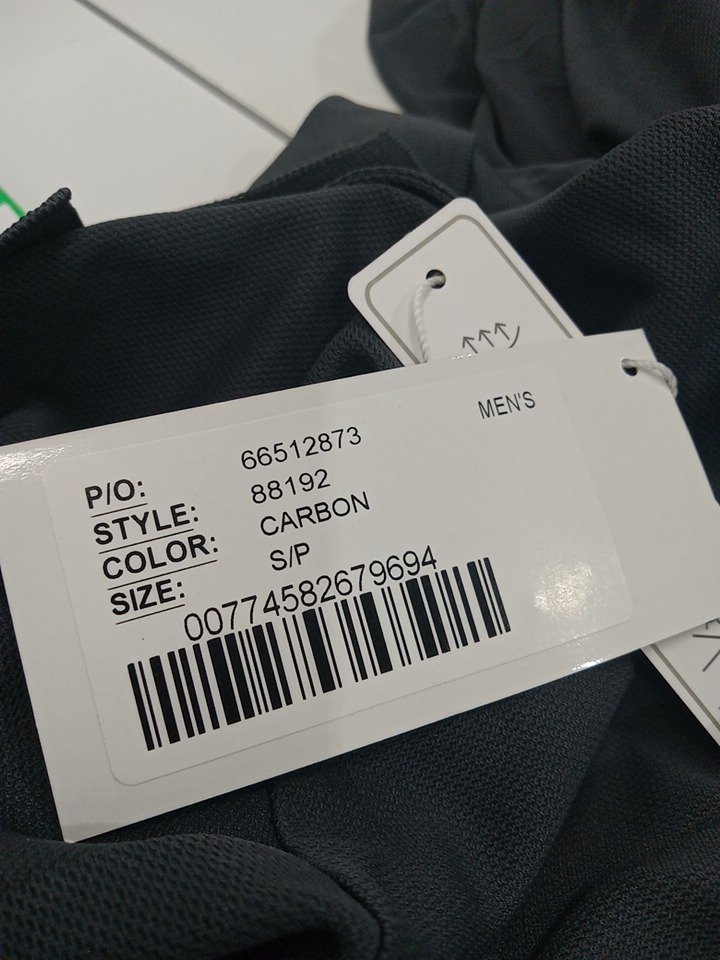 MEN'S
P/O: 66512873
STYLE: 88192
COLOR: CARBON
SIZE: S/P
00774582679694